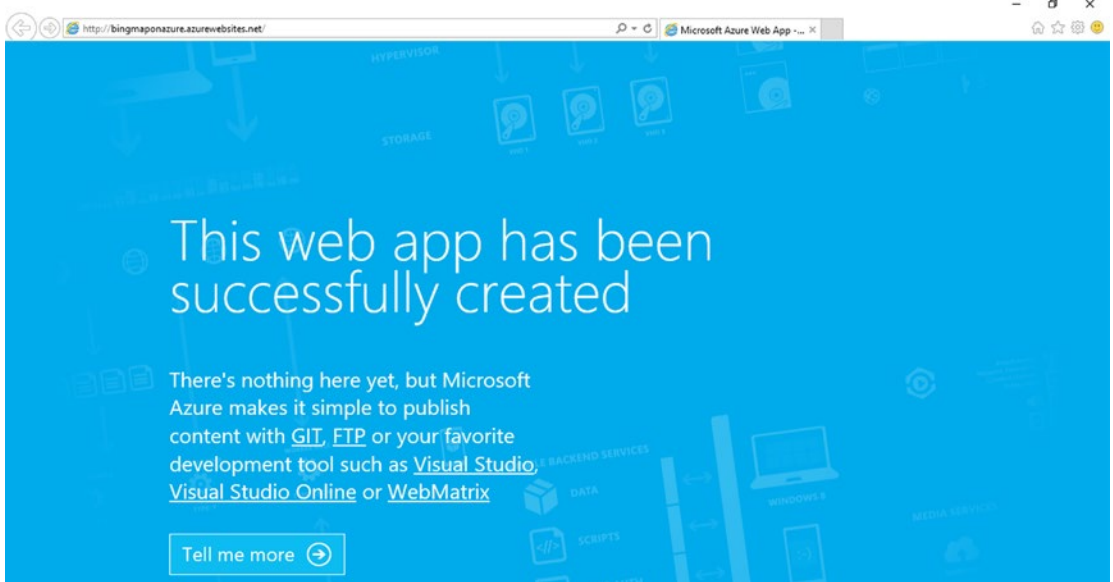 http://bingmaponazure.azurewebsites.net/
Microsoft Azure Web App -...
HYPERVISOR
STORAGE
This web app has been
successfully created
There's nothing here yet, but Microsoft
Azure makes it simple to publish
content with GIT, FTP or your favorite
development tool such as Visual Studio,
Visual Studio Online or WebMatrix
BACKEND SERVICES
DATA
WINDOWS 8
MEDIA SERVICES
SCRIPTS
Tell me more